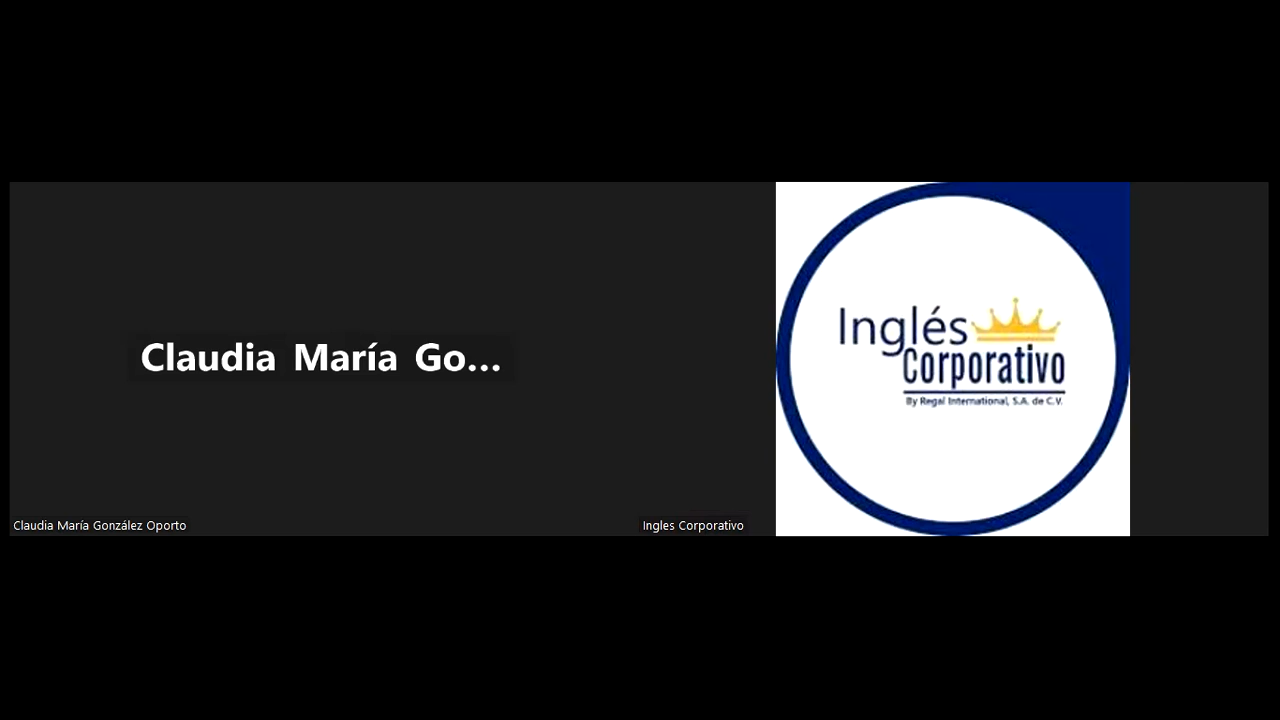 Claudia María Go...
Claudia María González Oporto
Ingles Corporativo
Inglés
Corporativo
By Regal International, S.A. de C.V.